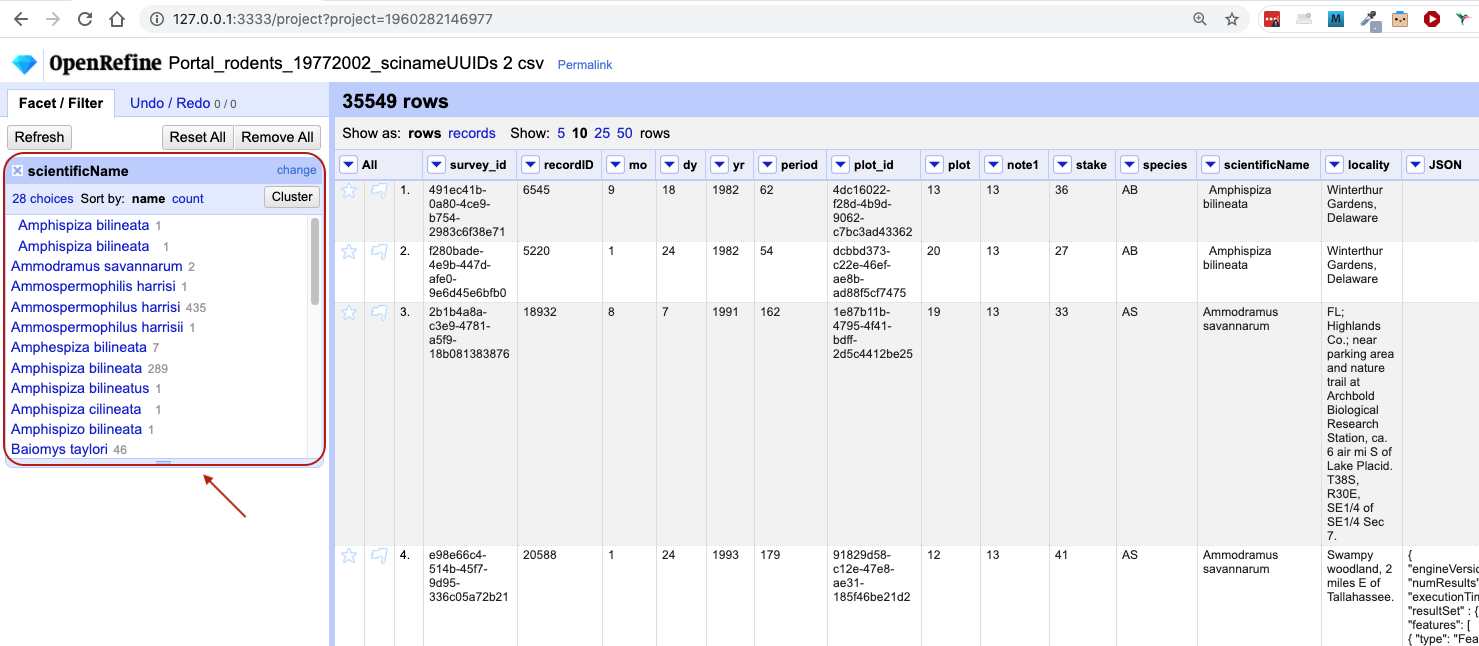 127.0.0.1:3333/project?project=1960282146977
OpenRefine Portal_rodents_19772002_scinameUUIDs 2 csv Permalink
Facet / Filter Undo / Redo 0 / 0
Refresh Reset All Remove All
scientificName change
28 choices Sort by: name count Cluster
Amphispiza bilineata 1
Amphispiza bilineata 1
Ammodramus savannarum 2
Ammospermophilis harrisi 1
Ammospermophilus harrisi 435
Ammospermophilus harrisii 1
Amphespiza bilineata 7
Amphispiza bilineata 289
Amphispiza bilineatus 1
Amphispiza cilineata 1
Amphispizo bilineata 1
Baiomys taylori 46
35549 rows
Show as: rows records Show: 5 10 25 50 rows
All survey_id recordID mo dy yr period plot_id plot note1 stake species scientificName locality JSON
1. 491ec41b- 6545 9 18 1982 62 4dc16022- 13 13 36 AB Amphispiza Winterthur
0a80-4ce9- f28d-4b9d- bilineata Gardens,
b754- 9062- Delaware
2983c6f38e71 c7bc3ad43362
2. f280bade- 5220 1 24 1982 54 dcbbd373- 20 13 27 AB Amphispiza Winterthur
4e9b-447d- c22e-46ef- bilineata Gardens,
afe0- ae8b- Delaware
9e6d45e6bfb0 ad88f5cf7475
3. 2b1b4a8a- 18932 8 7 1991 162 1e87b11b- 19 13 33 AS Ammodramus FL;
c3e9-4781- 4795-4f41- savannarum Highlands
a5f9- bdff- Co.; near
18b081383876 2d5c4412be25 parking area
and nature
trail at
Archbold
Biological
Research
Station, ca.
6 air mi S of
Lake Placid.
T38S,
R30E,
SE1/4 of
SE1/4 Sec
7.
4. e98e66c4- 20588 1 24 1993 179 91829d58- 12 13 41 AS Ammodramus Swampy {
514b-45f7- c12e-47e8- savannarum woodland, 2 "engineVersio
9d95- ae31- miles E of "numResults"
336c05a72b21 185f46be21d2 Tallahassee. "executionTim
"resultSet" : {
"features": [
{ "type": "Fea